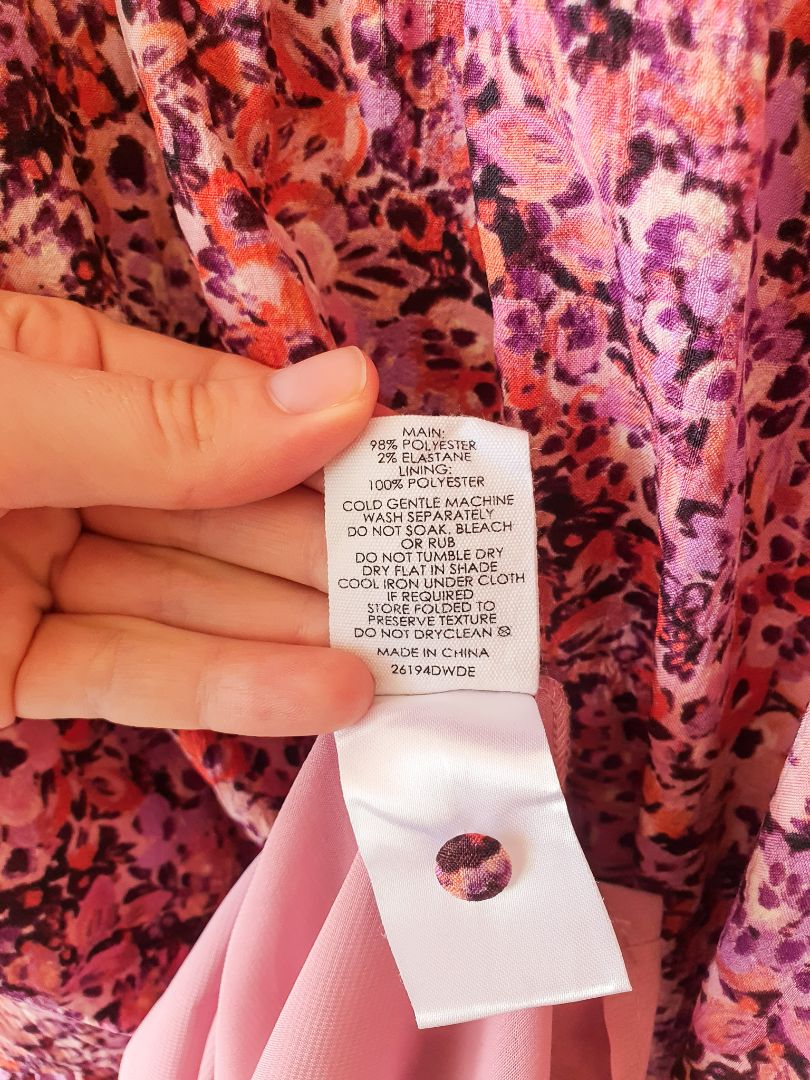 MAIN:
98% POLYESTER
2% ELASTANE
LINING:
100% POLYESTER
COLD GENTLE MACHINE
WASH SEPARATELY
DO NOT SOAK, BLEACH
OR RUB
DO NOT TUMBLE DRY
DRY FLAT IN SHADE
COOL IRON UNDER CLOTH
IF REQUIRED
STORE FOLDED TO
PRESERVE TEXTURE
DO NOT DRYCLEAN
MADE IN CHINA
26194DWDE